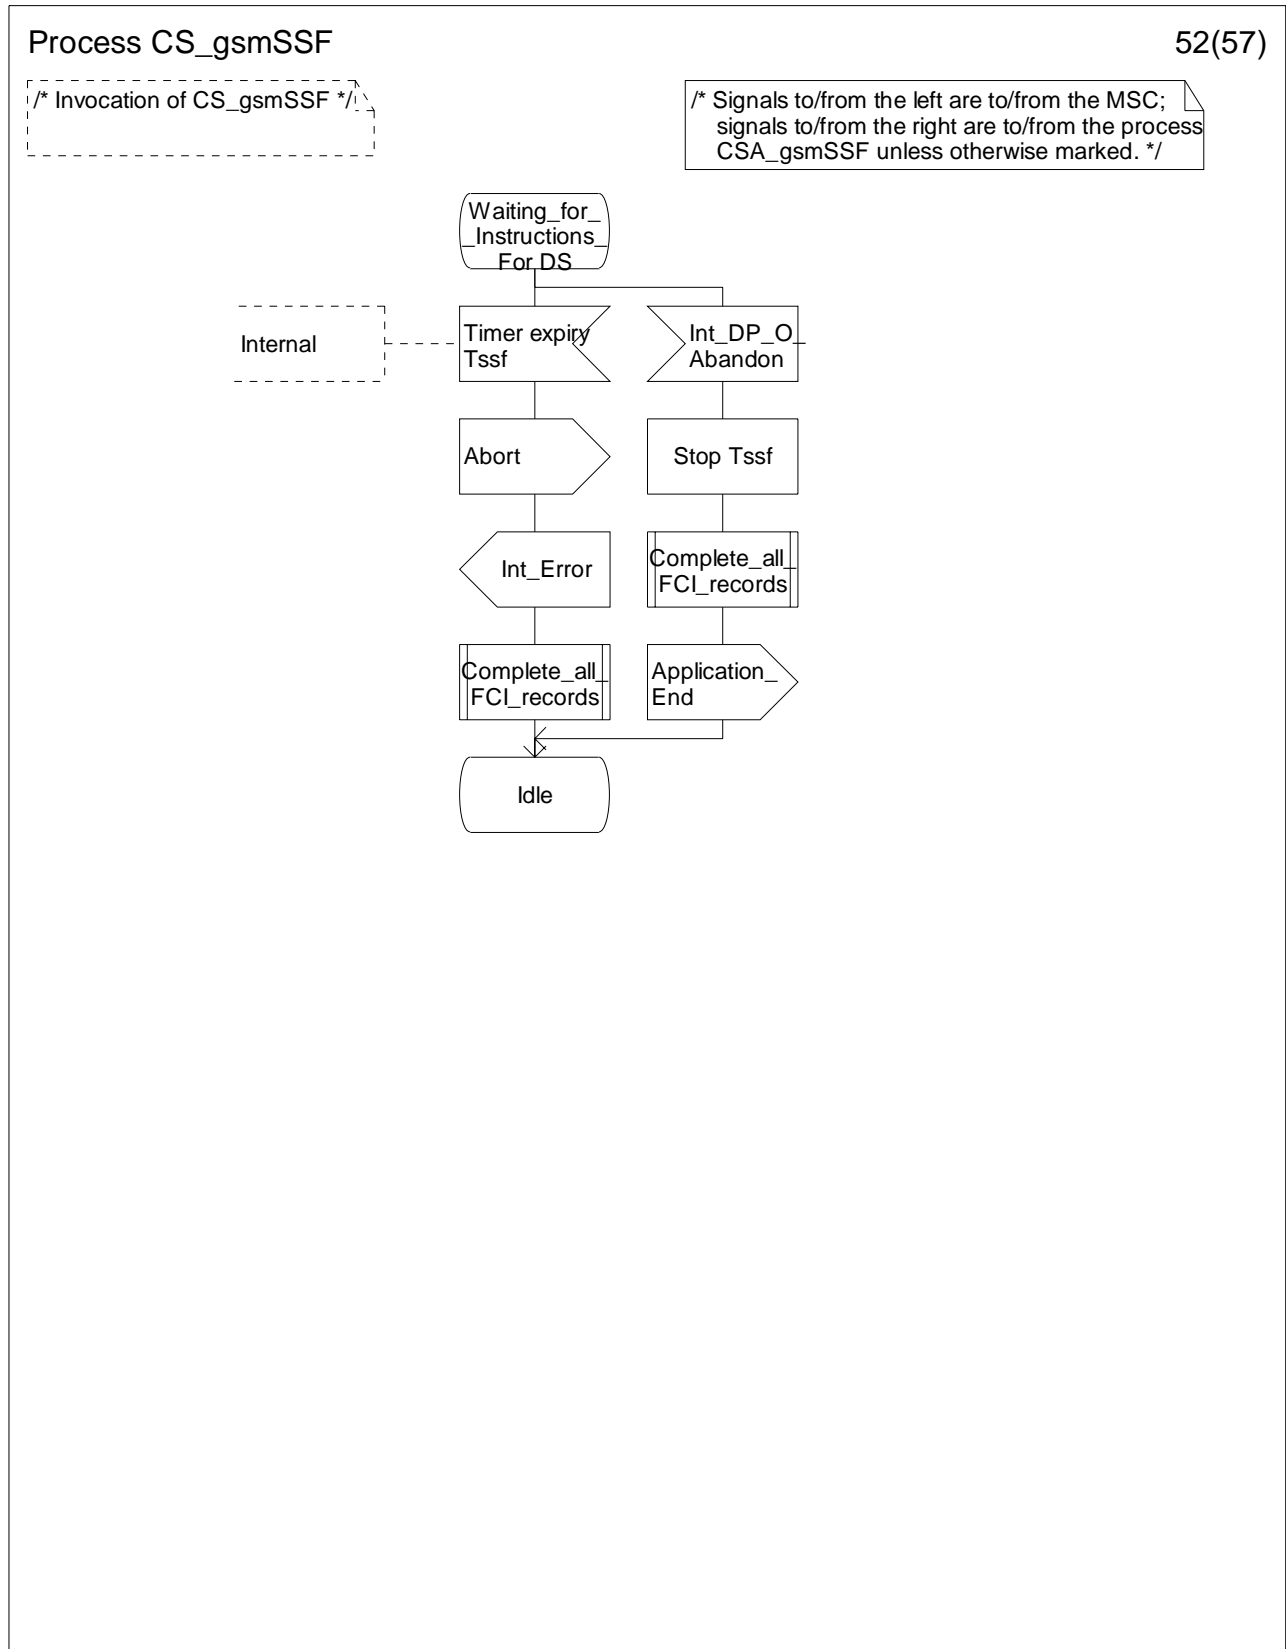 Process CS_gsmSSF
52(57)
/* Invocation of CS_gsmSSF */
/* Signals to/from the left are to/from the MSC;
signals to/from the right are to/from the process
CSA_gsmSSF unless otherwise marked. */
Waiting_for_
_Instructions_
For DS
Internal
Timer expiry
Tssf
Int_DP_O_
Abandon
Abort
Stop Tssf
Int_Error
Complete_all_
FCI_records
Complete_all_
FCI_records
Application_
End
Idle